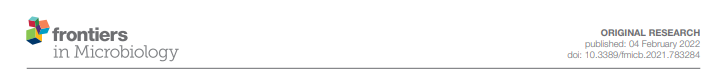 frontiers
in Microbiology
ORIGINAL RESEARCH
published: 04 February 2022
doi: 10.3389/fmicb.2021.783284